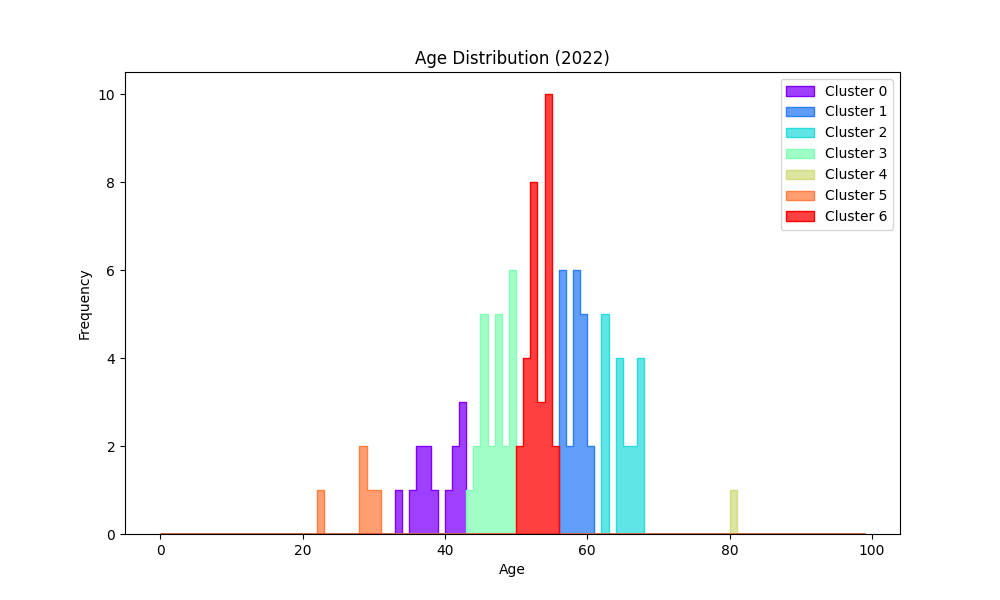 Age Distribution (2022)
Cluster 0
Cluster 1
Cluster 2
Cluster 3
Cluster 4
Cluster 5
Cluster 6
Frequency
10
8
6
4
2
0
0 20 40 60 80 100
Age